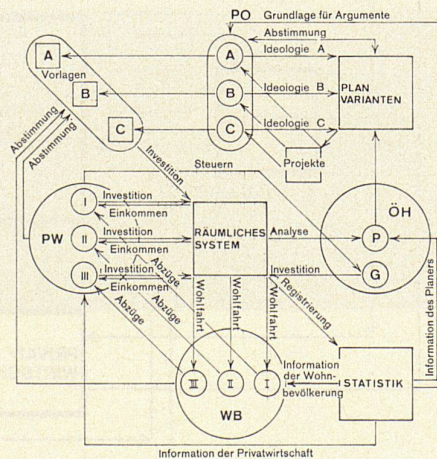 PO
Grundlage für Argumente
Abstimmung
A
Vorlagen
B
C
A
B
C
Ideologie A
Ideologie B
Ideologie C
PLAN
VARIANTEN
Projekte
Abstimmung
Abstimmung
Investition
Steuern
PW
I
II
III
Investition
Einkommen
Investition
Einkommen
Investition
Einkommen
RÄUMLICHES
SYSTEM
Analyse
Investition
ÖH
P
G
Abzüge
Abzüge
Abzüge
Wohlfahrt
Wohlfahrt
Wohlfahrt
Registrierung
III
II
I
WB
Information
der Wohn-
bevölkerung
STATISTIK
Information des Planers
Information der Privatwirtschaft